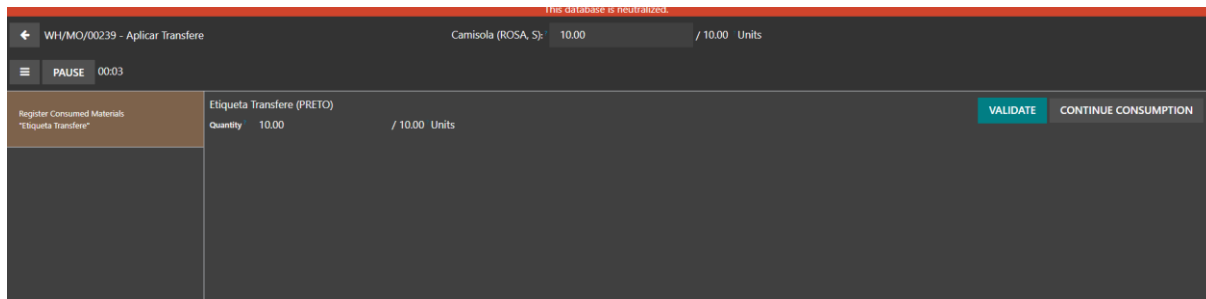 This database is neutralized.
WH/MO/00239 - Aplicar Transfere Camisola (ROSA, S): 10.00 / 10.00 Units
PAUSE 00:03
Etiqueta Transfere (PRETO)
Register Consumed Materials
"Etiqueta Transfere"
Quantity 10.00 / 10.00 Units
VALIDATE CONTINUE CONSUMPTION